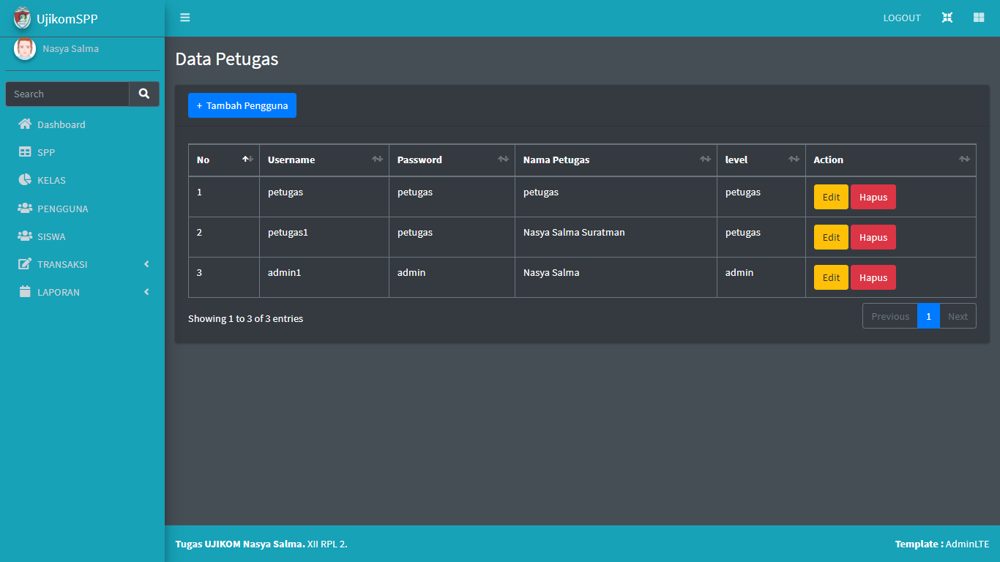 UjikomSPP
LOGOUT
Nasya Salma
Search
Dashboard
SPP
KELAS
PENGGUNA
SISWA
TRANSAKSI
LAPORAN
Data Petugas
+ Tambah Pengguna
No Username Password Nama Petugas level Action
1 petugas petugas petugas petugas Edit Hapus
2 petugas1 petugas Nasya Salma Suratman petugas Edit Hapus
3 admin1 admin Nasya Salma admin Edit Hapus
Showing 1 to 3 of 3 entries
Previous 1 Next
Tugas UJIKOM Nasya Salma. XII RPL 2.
Template : AdminLTE